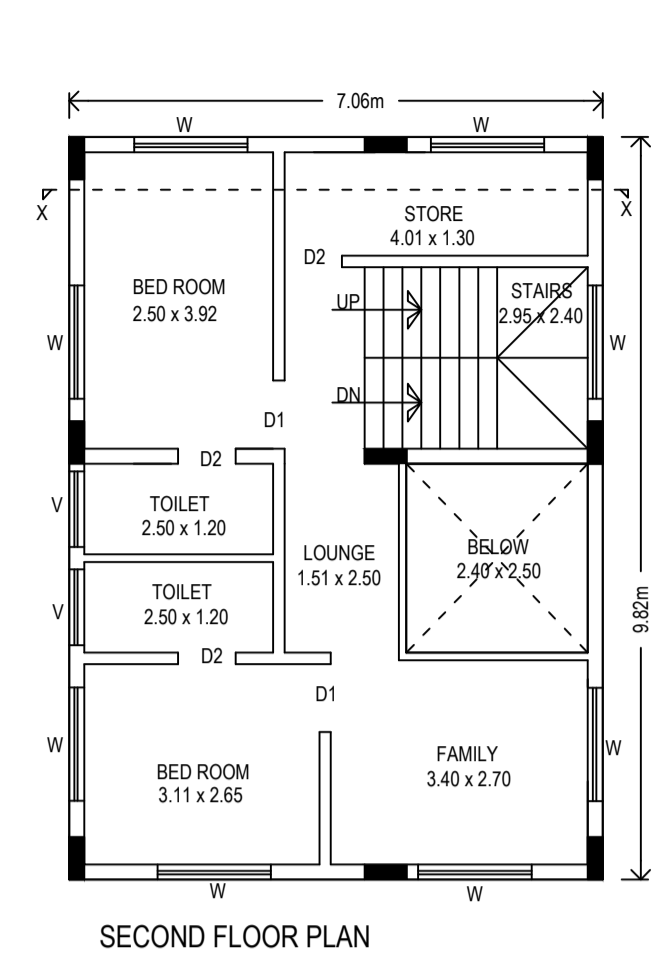 7.06m
W
W
X
X
STORE
4.01 x 1.30
D2
BED ROOM
2.50 x 3.92
UP
STAIRS
2.95 x 2.40
W
W
DN
D1
D2
V
TOILET
2.50 x 1.20
LOUNGE
1.51 x 2.50
BELOW
2.40 x 2.50
9.82m
V
TOILET
2.50 x 1.20
D2
D1
W
W
BED ROOM
3.11 x 2.65
FAMILY
3.40 x 2.70
W
W
SECOND FLOOR PLAN